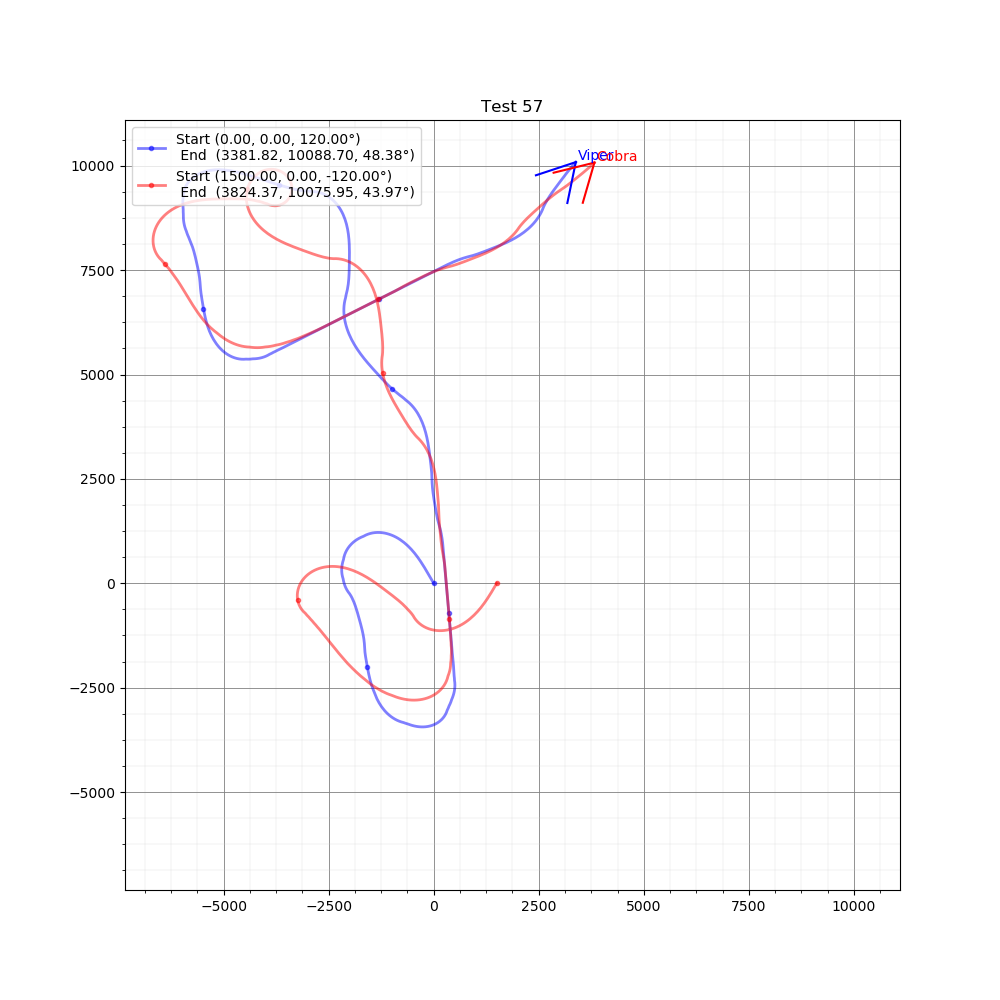 Test 57
Start (0.00, 0.00, 120.00°)
End  (3381.82, 10088.70, 48.38°)
Start (1500.00, 0.00, -120.00°)
End  (3824.37, 10075.95, 43.97°)
Viper
Cobra
10000
7500
5000
2500
0
−2500
−5000
−5000
−2500
0
2500
5000
7500
10000